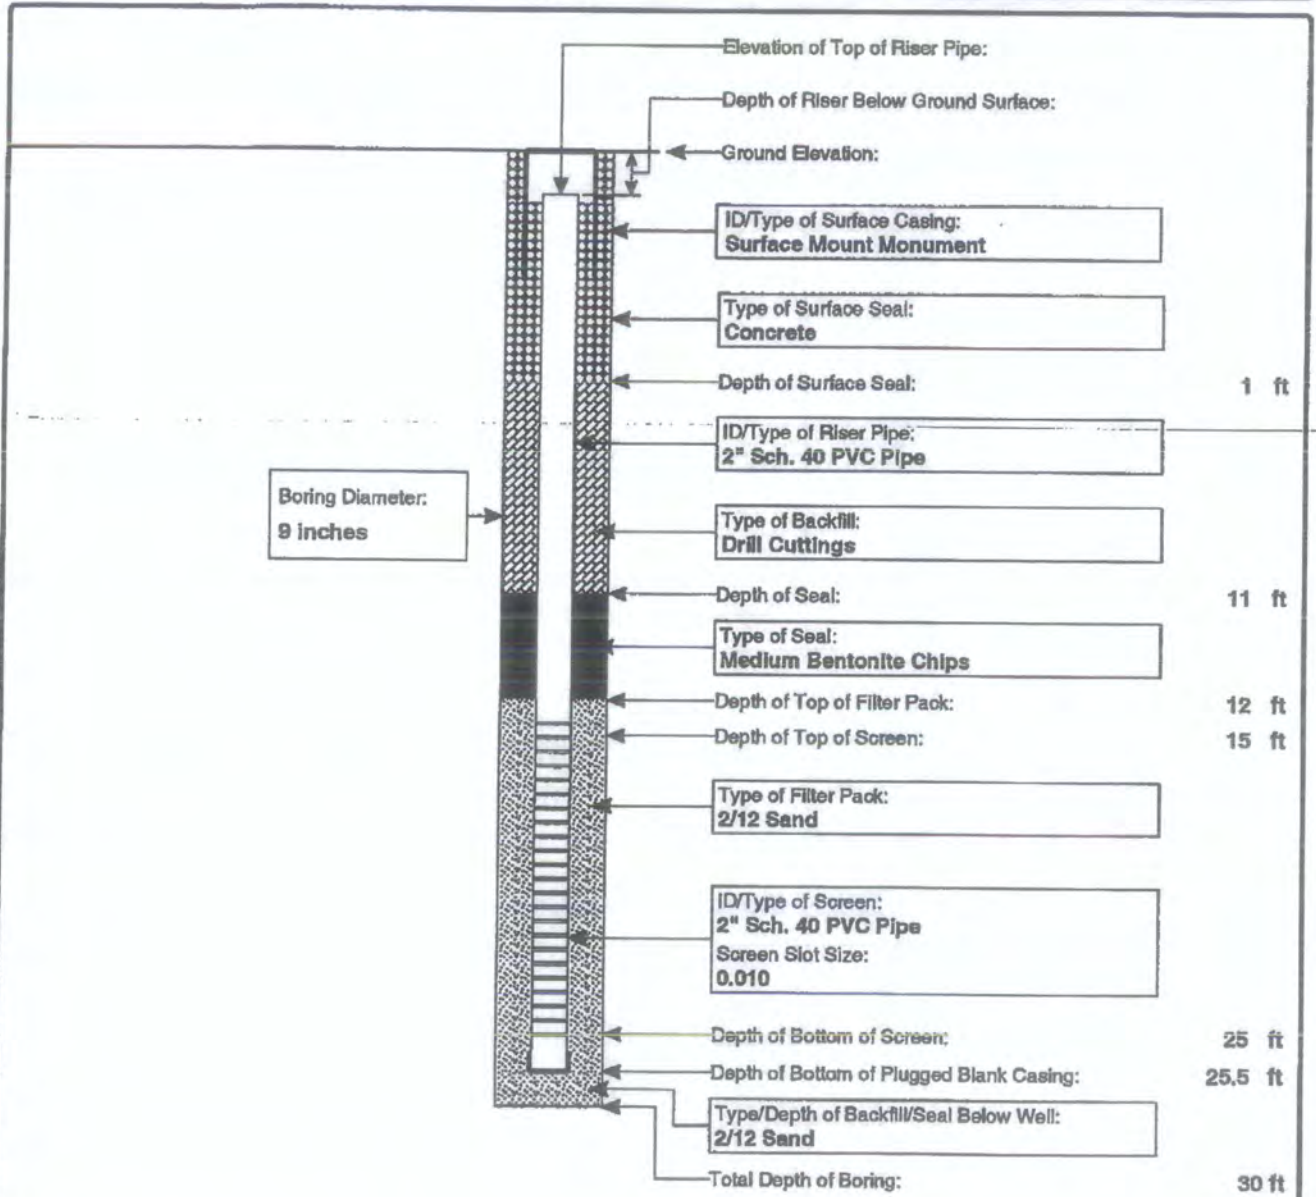 Elevation of Top of Riser Pipe:
Depth of Riser Below Ground Surface:
Ground Elevation:
ID/Type of Surface Casing:
Surface Mount Monument
Type of Surface Seal:
Concrete
Depth of Surface Seal: 1 ft
ID/Type of Riser Pipe:
2" Sch. 40 PVC Pipe
Boring Diameter:
9 inches
Type of Backfill:
Drill Cuttings
Depth of Seal: 11 ft
Type of Seal:
Medium Bentonite Chips
Depth of Top of Filter Pack: 12 ft
Depth of Top of Screen: 15 ft
Type of Filter Pack:
2/12 Sand
ID/Type of Screen:
2" Sch. 40 PVC Pipe
Screen Slot Size:
0.010
Depth of Bottom of Screen: 25 ft
Depth of Bottom of Plugged Blank Casing: 25.5 ft
Type/Depth of Backfill/Seal Below Well:
2/12 Sand
Total Depth of Boring: 30 ft